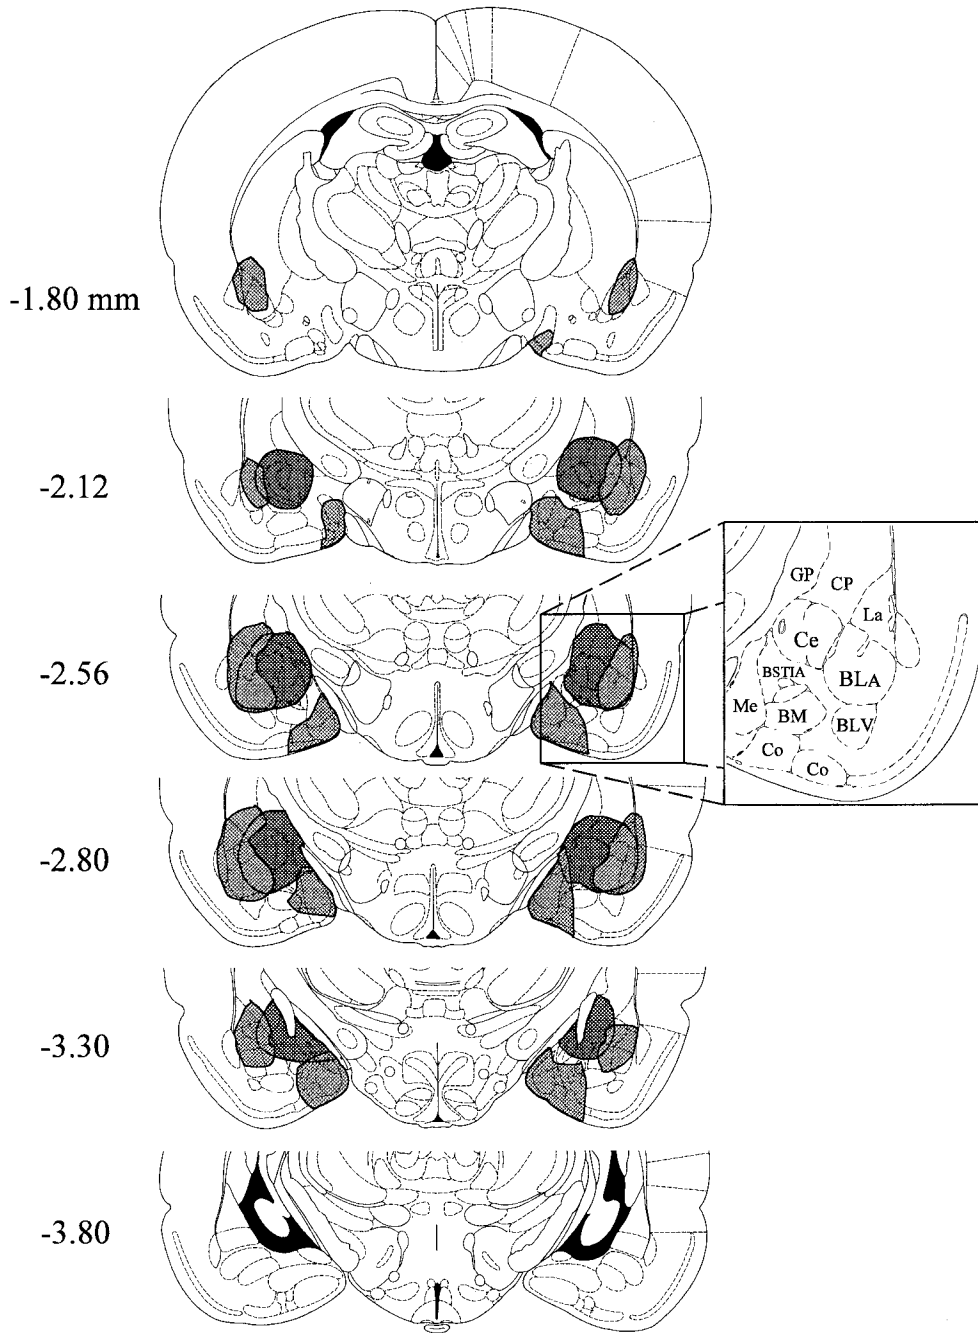 -1.80 mm
-2.12
-2.56
-2.80
-3.30
-3.80
GP
CP
La
Ce
BSTIA
BLA
Me
BM
BLV
Co
Co